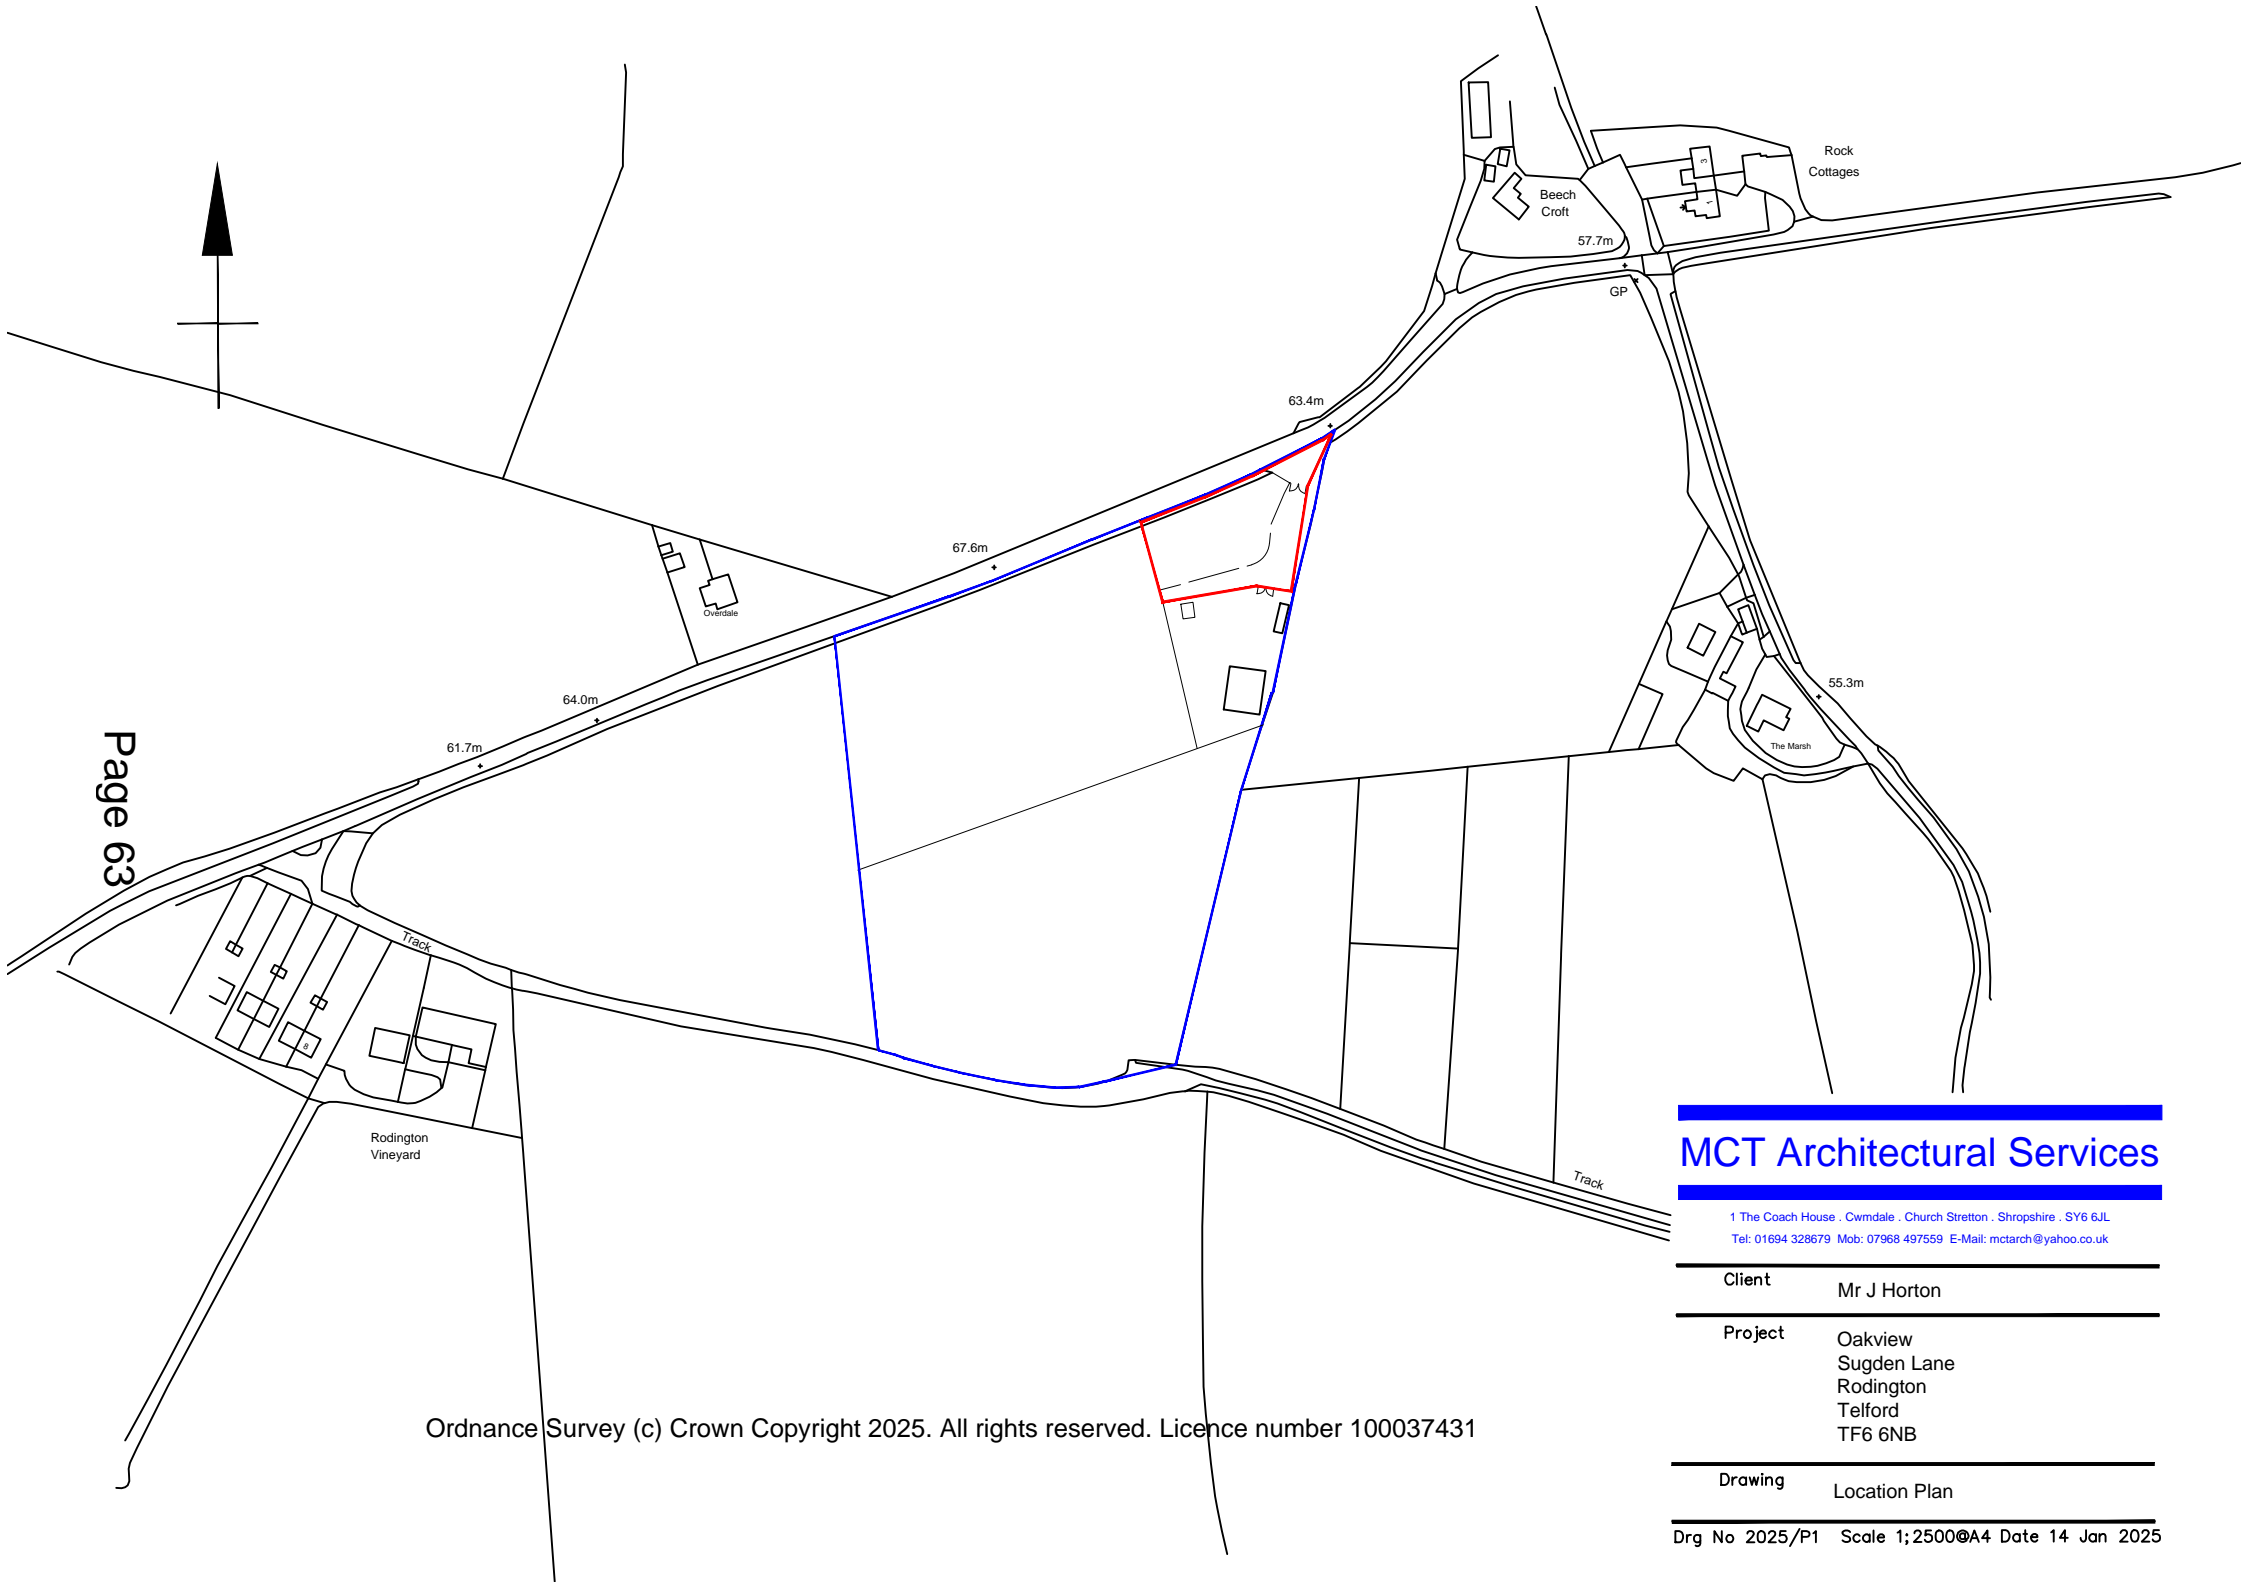 Rock
Cottages
3
1
Beech
Croft
57.7m
GP
63.4m
67.6m
Overdale
64.0m
61.7m
55.3m
The Marsh
Page 63
Track
8
Rodington
Vineyard
Track
Ordnance Survey (c) Crown Copyright 2025. All rights reserved. Licence number 100037431
MCT Architectural Services
1 The Coach House . Cwmdale . Church Stretton . Shropshire . SY6 6JL
Tel: 01694 328679 Mob: 07968 497559 E-Mail: mctarch@yahoo.co.uk
Client Mr J Horton
Project Oakview
Sugden Lane
Rodington
Telford
TF6 6NB
Drawing Location Plan
Drg No 2025/P1 Scale 1;2500@A4 Date 14 Jan 2025